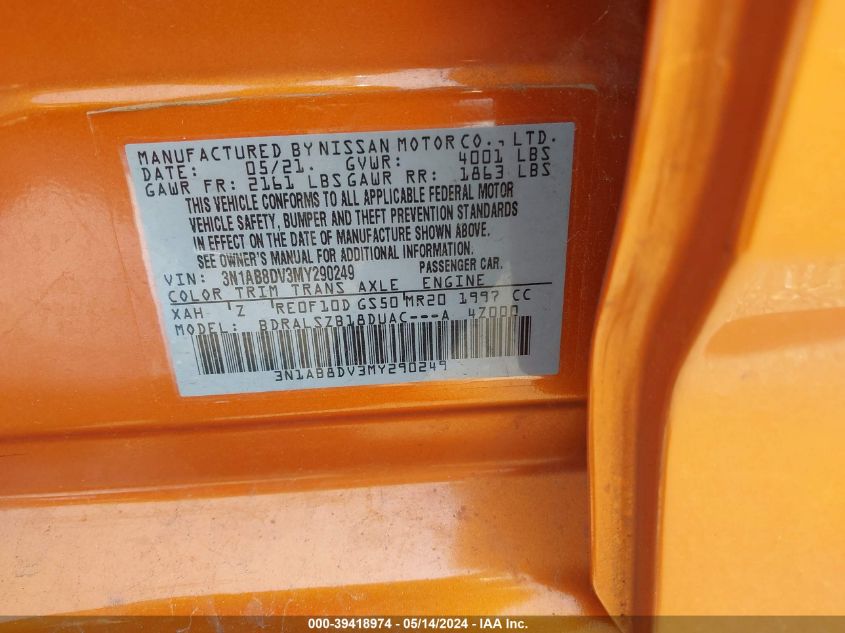 MANUFACTURED BY NISSAN MOTOR CO., LTD.
DATE: 05/21. GVWR: 4001 LBS
GAWR FR: 2161 LBS GAWR RR: 1863 LBS
THIS VEHICLE CONFORMS TO ALL APPLICABLE FEDERAL MOTOR
VEHICLE SAFETY, BUMPER AND THEFT PREVENTION STANDARDS
IN EFFECT ON THE DATE OF MANUFACTURE SHOWN ABOVE.
SEE OWNER'S MANUAL FOR ADDITIONAL INFORMATION.
VIN: 3N1AB8DV3MY290249 PASSENGER CAR.
COLOR TRIM TRANS AXLE ENGINE
XAH Z RE0F10D GS50 MR20 1997 CC
MODEL: BDRALSZB18DUAC---A 4Z000
3N1AB8DV3MY290249
000-39418974 - 05/14/2024 - IAA Inc.